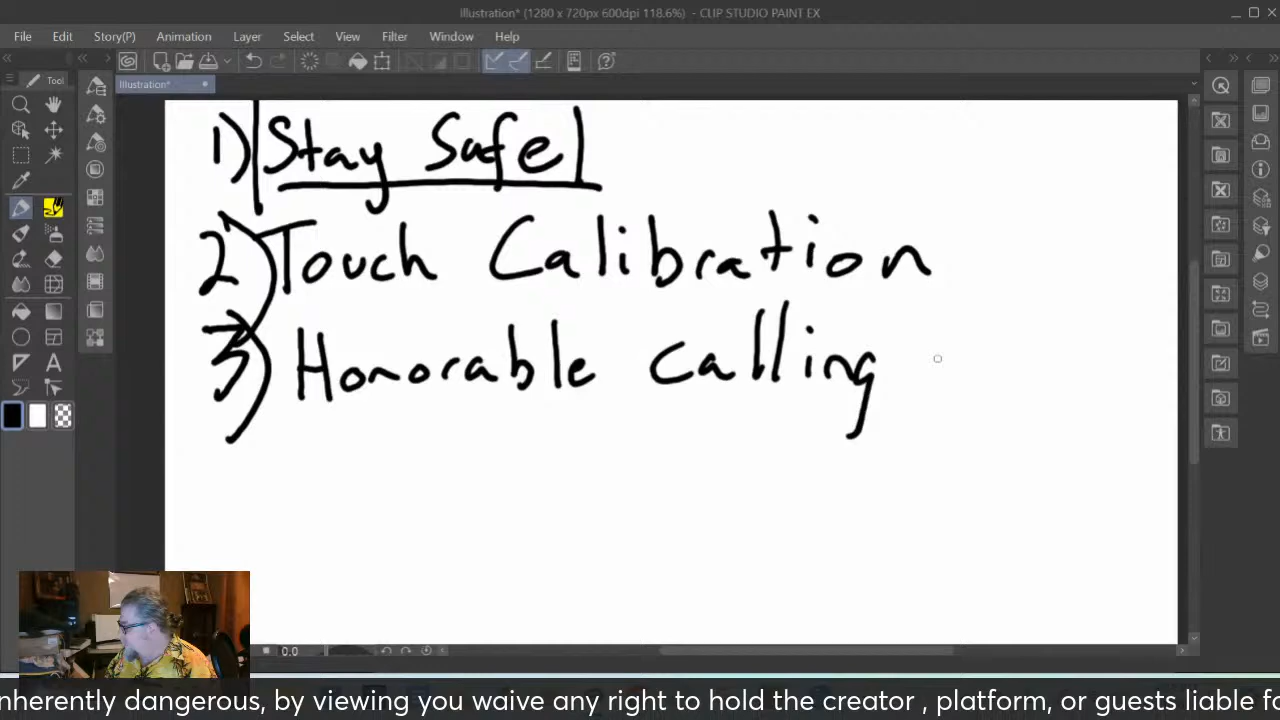 illustration* (1280 x 720px 600dpi 118.6%) - CLIP STUDIO PAINT EX
File Edit Story(P) Animation Layer Select View Filter Window Help
Tool
Illustration*
1) Stay Safe
2) Touch Calibration
3) Honorable calling
0.0
nherently dangerous, by viewing you waive any right to hold the creator , platform, or guests liable fo